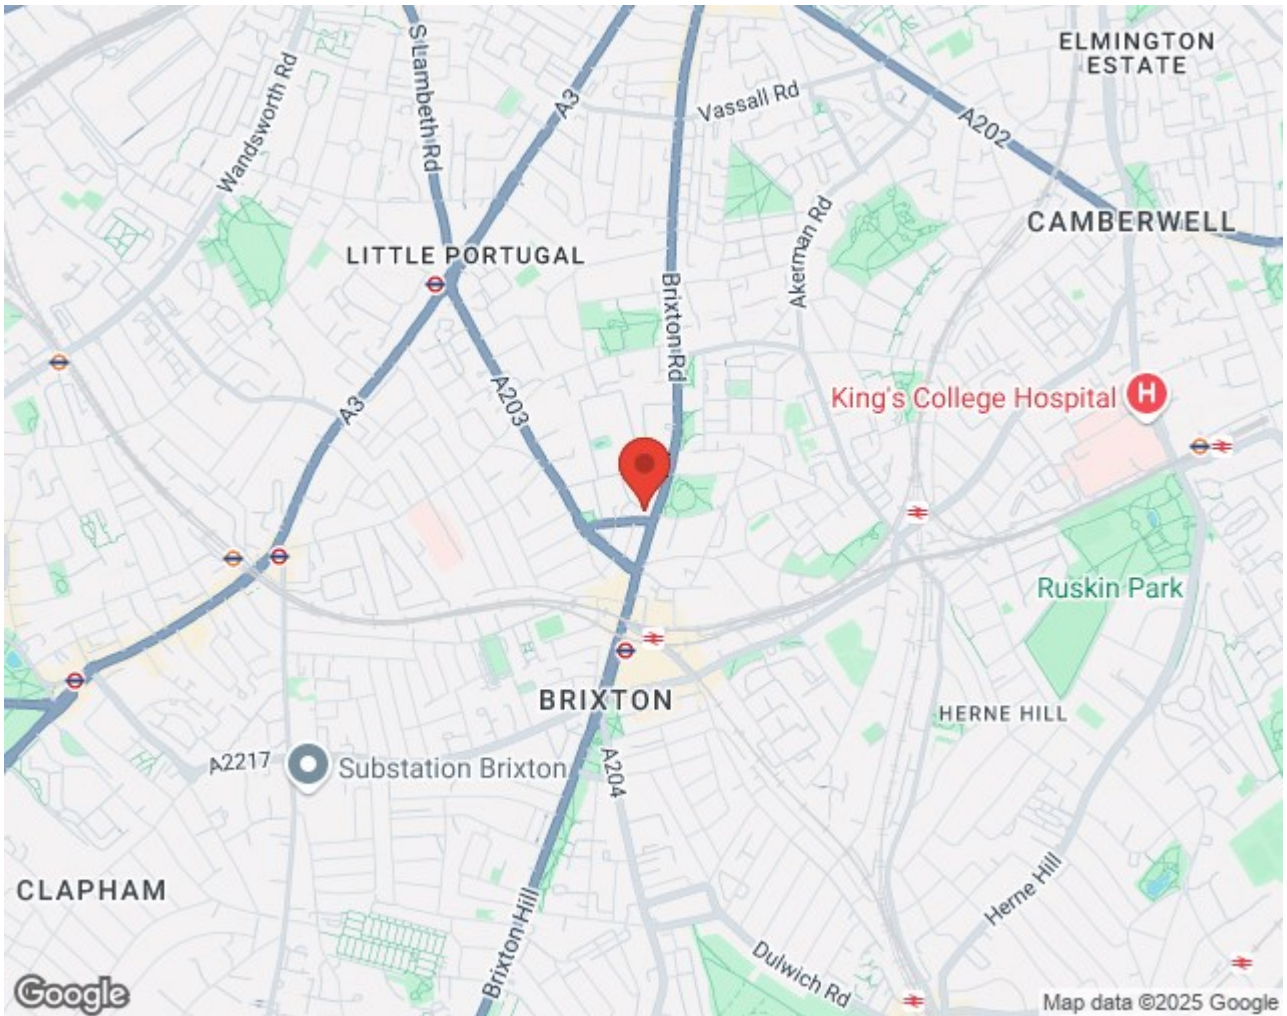 ELMINGTON
ESTATE
S Lambeth Rd
A3
Vassall Rd
Wandsworth Rd
A202
CAMBERWELL
Akerman Rd
LITTLE PORTUGAL
Brixton Rd
A203
A3
King's College Hospital
H
Ruskin Park
BRIXTON
HERNE HILL
A2217
Substation Brixton
A204
CLAPHAM
Brixton Hill
Herne Hill
Dulwich Rd
Google
Map data ©2025 Google